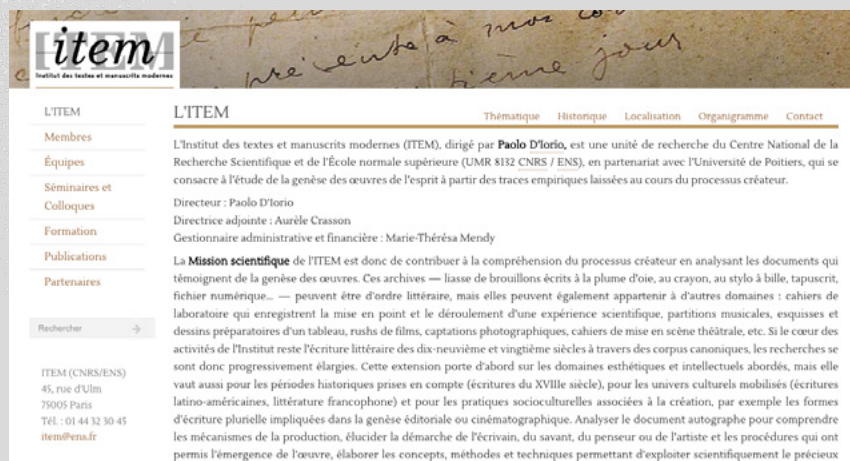 présente à mon
jour
item
Institut des textes et manuscrits modernes
L'ITEM
Membres
Équipes
Séminaires et
Colloques
Formation
Publications
Partenaires
Rechercher
ITEM (CNRS/ENS)
45, rue d'Ulm
75005 Paris
Tél. : 01 44 32 30 45
item@ens.fr
L'ITEM
Thématique Historique Localisation Organigramme Contact
L'Institut des textes et manuscrits modernes (ITEM), dirigé par Paolo D'Iorio, est une unité de recherche du Centre National de la
Recherche Scientifique et de l'École normale supérieure (UMR 8132 CNRS / ENS), en partenariat avec l'Université de Poitiers, qui se
consacre à l'étude de la genèse des œuvres de l'esprit à partir des traces empiriques laissées au cours du processus créateur.
Directeur : Paolo D'Iorio
Directrice adjointe : Aurèle Crasson
Gestionnaire administrative et financière : Marie-Thérésa Mendy
La Mission scientifique de l'ITEM est donc de contribuer à la compréhension du processus créateur en analysant les documents qui
témoignent de la genèse des œuvres. Ces archives — liasse de brouillons écrits à la plume d'oie, au crayon, au stylo à bille, tapuscrit,
fichier numérique... — peuvent être d'ordre littéraire, mais elles peuvent également appartenir à d'autres domaines : cahiers de
laboratoire qui enregistrent la mise en point et le déroulement d'une expérience scientifique, partitions musicales, esquisses et
dessins préparatoires d'un tableau, rushs de films, captations photographiques, cahiers de mise en scène théâtrale, etc. Si le cœur des
activités de l'Institut reste l'écriture littéraire des dix-neuvième et vingtième siècles à travers des corpus canoniques, les recherches se
sont donc progressivement élargies. Cette extension porte d'abord sur les domaines esthétiques et intellectuels abordés, mais elle
vaut aussi pour les périodes historiques prises en compte (écritures du XVIIIe siècle), pour les univers culturels mobilisés (écritures
latino-américaines, littérature francophone) et pour les pratiques socioculturelles associées à la création, par exemple les formes
d'écriture plurielle impliquées dans la genèse éditoriale ou cinématographique. Analyser le document autographe pour comprendre
les mécanismes de la production, élucider la démarche de l'écrivain, du savant, du penseur ou de l'artiste et les procédures qui ont
permis l'émergence de l'œuvre, élaborer les concepts, méthodes et techniques permettant d'exploiter scientifiquement le précieux